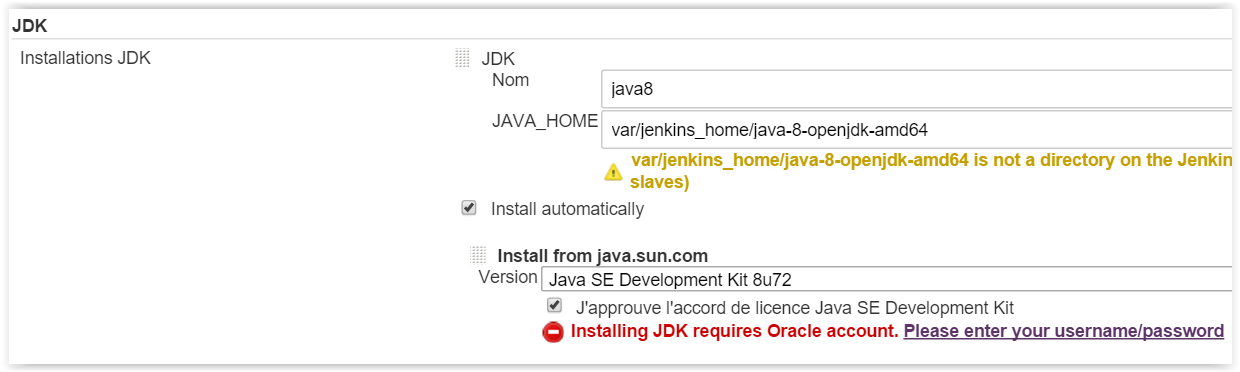 JDK
Installations JDK
JDK
Nom
java8
JAVA_HOME
var/jenkins_home/java-8-openjdk-amd64
var/jenkins_home/java-8-openjdk-amd64 is not a directory on the Jenkin
slaves)
Install automatically
Install from java.sun.com
Version
Java SE Development Kit 8u72
J'approuve l'accord de licence Java SE Development Kit
Installing JDK requires Oracle account. Please enter your username/password